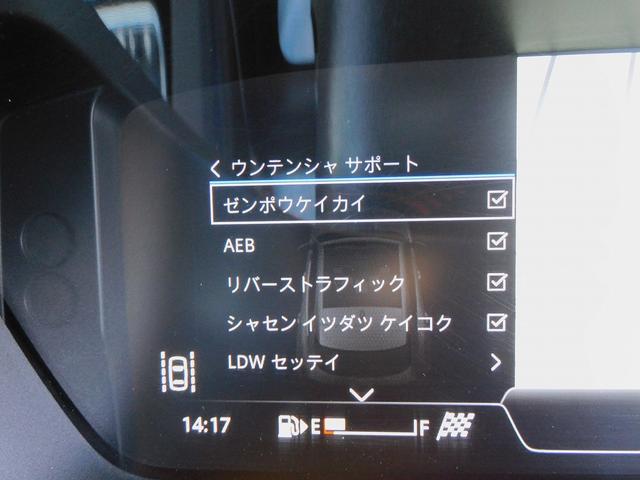 ウンテンシャ サポート
ゼンポウケイカイ
AEB
リバーストラフィック
シャセン イツダツ ケイコク
LDW セッテイ
14:17 E F